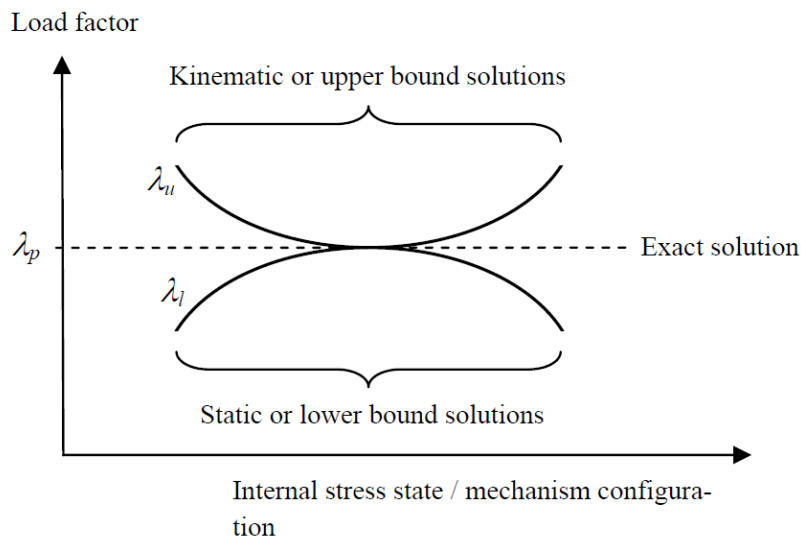 Load factor
Kinematic or upper bound solutions
λu
λp
Exact solution
λl
Static or lower bound solutions
Internal stress state / mechanism configura-
tion